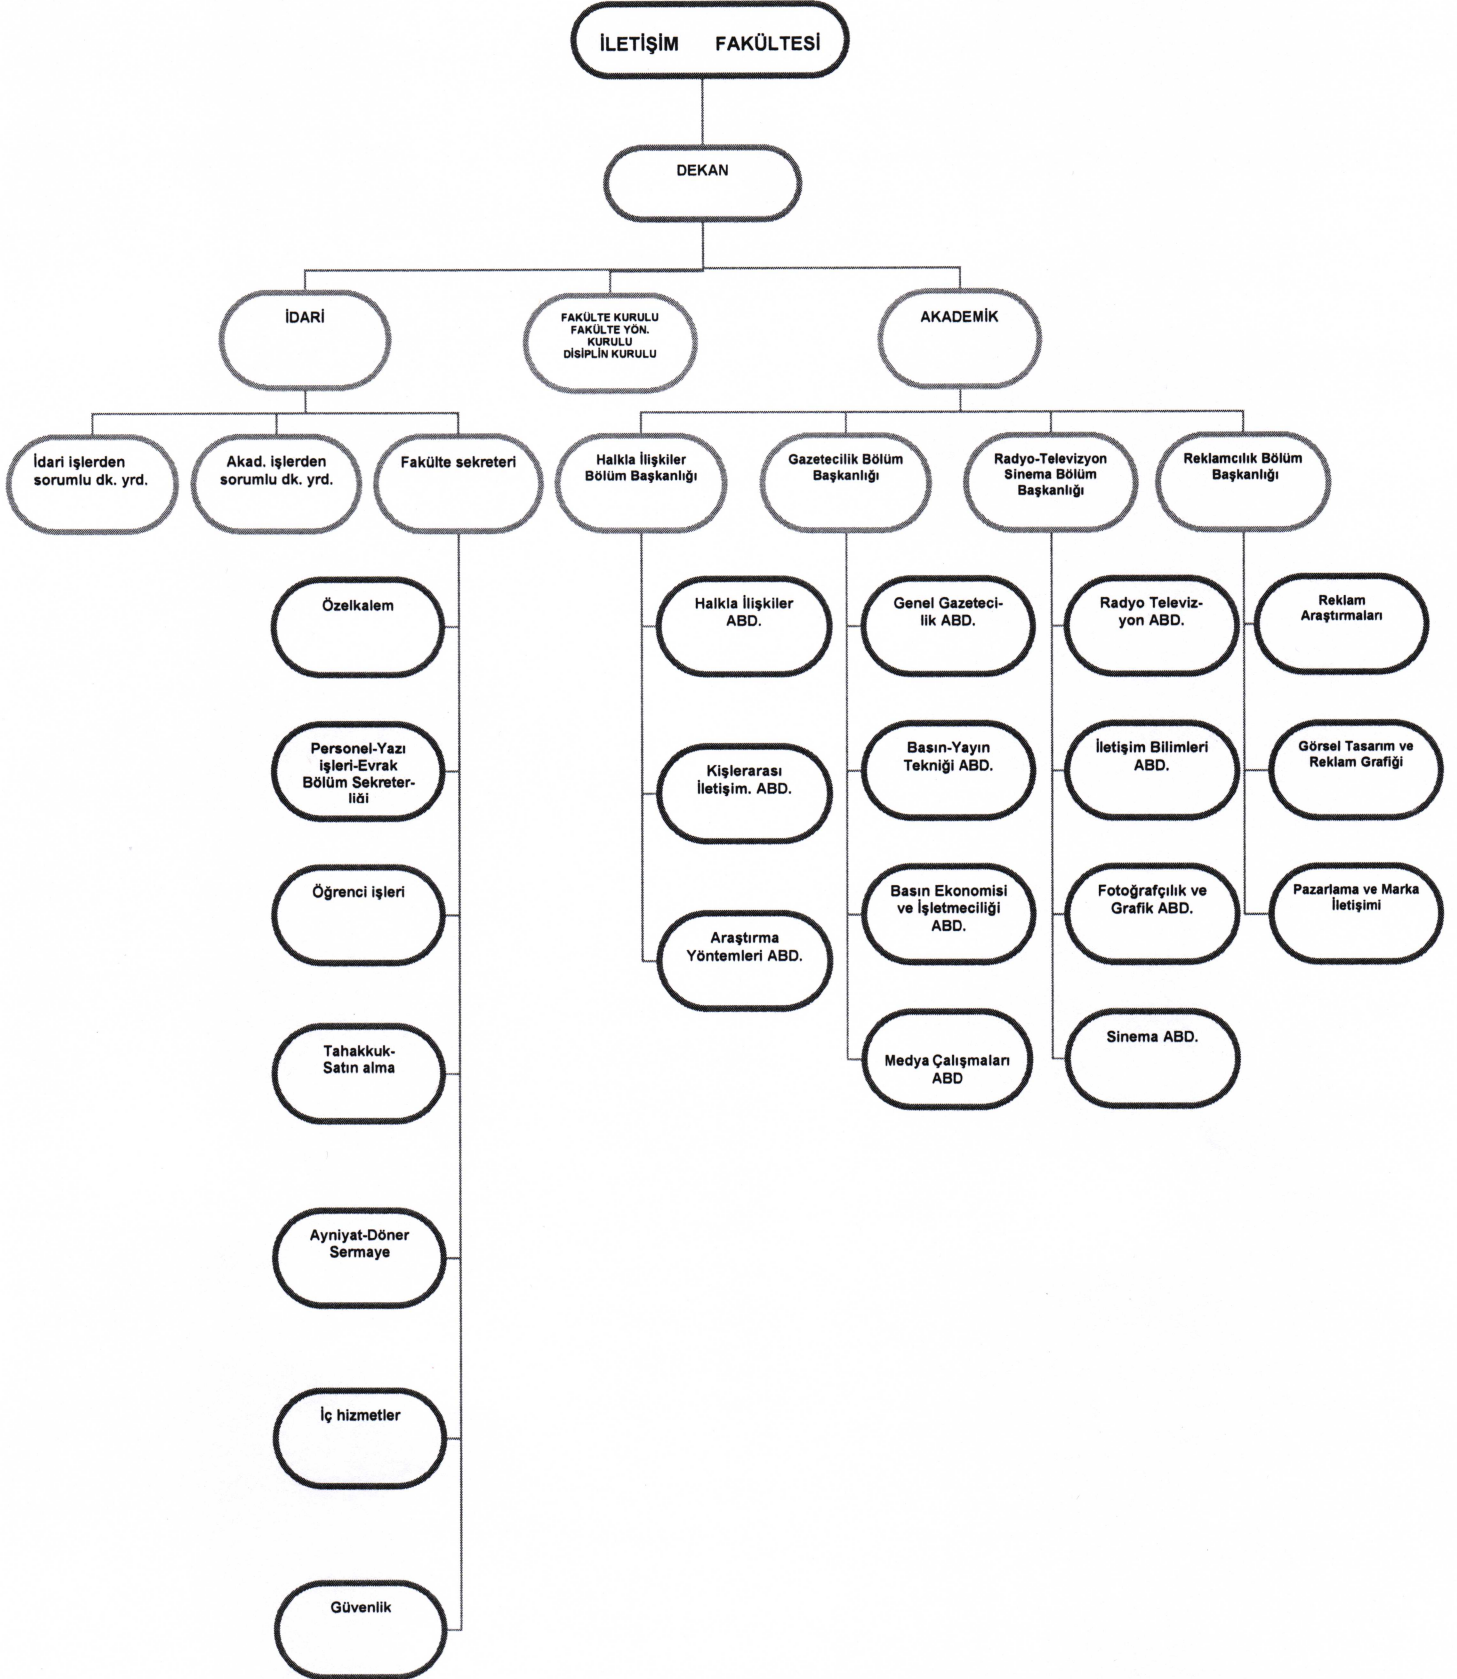 İLETİŞİM FAKÜLTESİ
DEKAN
İDARİ
FAKÜLTE KURULU
FAKÜLTE YÖN.
KURULU
DİSİPLİN KURULU
AKADEMİK
İdari işlerden
sorumlu dk. yrd.
Akad. işlerden
sorumlu dk. yrd.
Fakülte sekreteri
Halkla İlişkiler
Bölüm Başkanlığı
Gazetecilik Bölüm
Başkanlığı
Radyo-Televizyon
Sinema Bölüm
Başkanlığı
Reklamcılık Bölüm
Başkanlığı
Özelkalem
Personel-Yazı
işleri-Evrak
Bölüm Sekreter-
liği
Öğrenci işleri
Tahakkuk-
Satın alma
Ayniyat-Döner
Sermaye
İç hizmetler
Güvenlik
Halkla İlişkiler
ABD.
Kişlerarası
İletişim. ABD.
Araştırma
Yöntemleri ABD.
Genel Gazeteci-
lik ABD.
Basın-Yayın
Tekniği ABD.
Basın Ekonomisi
ve İşletmeciliği
ABD.
Medya Çalışmaları
ABD
Radyo Televiz-
yon ABD.
İletişim Bilimleri
ABD.
Fotoğrafçılık ve
Grafik ABD.
Sinema ABD.
Reklam
Araştırmaları
Görsel Tasarım ve
Reklam Grafiği
Pazarlama ve Marka
İletişimi